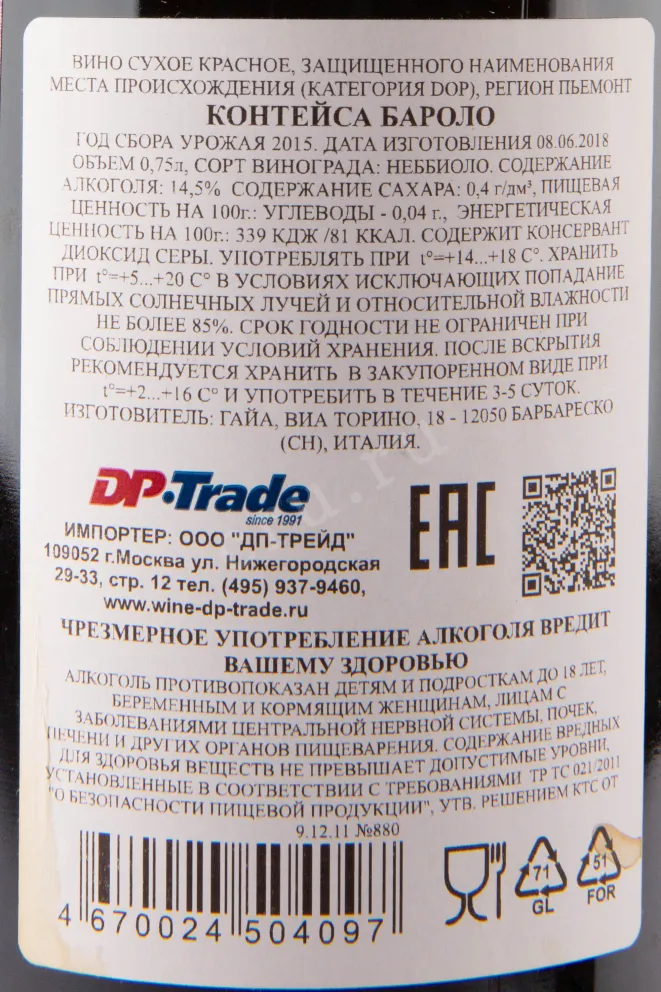 ВИНО СУХОЕ КРАСНОЕ, ЗАЩИЩЕННОГО НАИМЕНОВАНИЯ
МЕСТА ПРОИСХОЖДЕНИЯ (КАТЕГОРИЯ DOP), РЕГИОН ПЬЕМОНТ
КОНТЕЙСА БАРОЛО
ГОД СБОРА УРОЖАЯ 2015. ДАТА ИЗГОТОВЛЕНИЯ 08.06.2018
ОБЪЕМ 0,75л, СОРТ ВИНОГРАДА: НЕББИОЛО. СОДЕРЖАНИЕ
АЛКОГОЛЯ: 14,5% СОДЕРЖАНИЕ САХАРА: 0,4 г/дм³, ПИЩЕВАЯ
ЦЕННОСТЬ НА 100г.: УГЛЕВОДЫ - 0,04 г., ЭНЕРГЕТИЧЕСКАЯ
ЦЕННОСТЬ НА 100г.: 339 КДЖ /81 ККАЛ. СОДЕРЖИТ КОНСЕРВАНТ
ДИОКСИД СЕРЫ. УПОТРЕБЛЯТЬ ПРИ t°=+14...+18 С°. ХРАНИТЬ
ПРИ t°=+5...+20 С° В УСЛОВИЯХ ИСКЛЮЧАЮЩИХ ПОПАДАНИЕ
ПРЯМЫХ СОЛНЕЧНЫХ ЛУЧЕЙ И ОТНОСИТЕЛЬНОЙ ВЛАЖНОСТИ
НЕ БОЛЕЕ 85%. СРОК ГОДНОСТИ НЕ ОГРАНИЧЕН ПРИ
СОБЛЮДЕНИИ УСЛОВИЙ ХРАНЕНИЯ. ПОСЛЕ ВСКРЫТИЯ
РЕКОМЕНДУЕТСЯ ХРАНИТЬ В ЗАКУПОРЕННОМ ВИДЕ ПРИ
t°=+2...+16 С° И УПОТРЕБИТЬ В ТЕЧЕНИЕ 3-5 СУТОК.
ИЗГОТОВИТЕЛЬ: ГАЙА, ВИА ТОРИНО, 18 - 12050 БАРБАРЕСКО
(CH), ИТАЛИЯ.
DP·Trade
since 1991
ИМПОРТЕР: ООО "ДП-ТРЕЙД"
109052 г.Москва ул. Нижегородская
29-33, стр. 12 тел. (495) 937-9460,
www.wine-dp-trade.ru
EAC
ЧРЕЗМЕРНОЕ УПОТРЕБЛЕНИЕ АЛКОГОЛЯ ВРЕДИТ
ВАШЕМУ ЗДОРОВЬЮ
АЛКОГОЛЬ ПРОТИВОПОКАЗАН ДЕТЯМ И ПОДРОСТКАМ ДО 18 ЛЕТ,
БЕРЕМЕННЫМ И КОРМЯЩИМ ЖЕНЩИНАМ, ЛИЦАМ С
ЗАБОЛЕВАНИЯМИ ЦЕНТРАЛЬНОЙ НЕРВНОЙ СИСТЕМЫ, ПОЧЕК,
ПЕЧЕНИ И ДРУГИХ ОРГАНОВ ПИЩЕВАРЕНИЯ. СОДЕРЖАНИЕ ВРЕДНЫХ
ДЛЯ ЗДОРОВЬЯ ВЕЩЕСТВ НЕ ПРЕВЫШАЕТ ДОПУСТИМЫЕ УРОВНИ,
УСТАНОВЛЕННЫЕ В СООТВЕТСТВИИ С ТРЕБОВАНИЯМИ ТР ТС 021/2011
"О БЕЗОПАСНОСТИ ПИЩЕВОЙ ПРОДУКЦИИ", УТВ. РЕШЕНИЕМ КТС ОТ
9.12.11 №880
4 670024 504097
71
GL
51
FOR